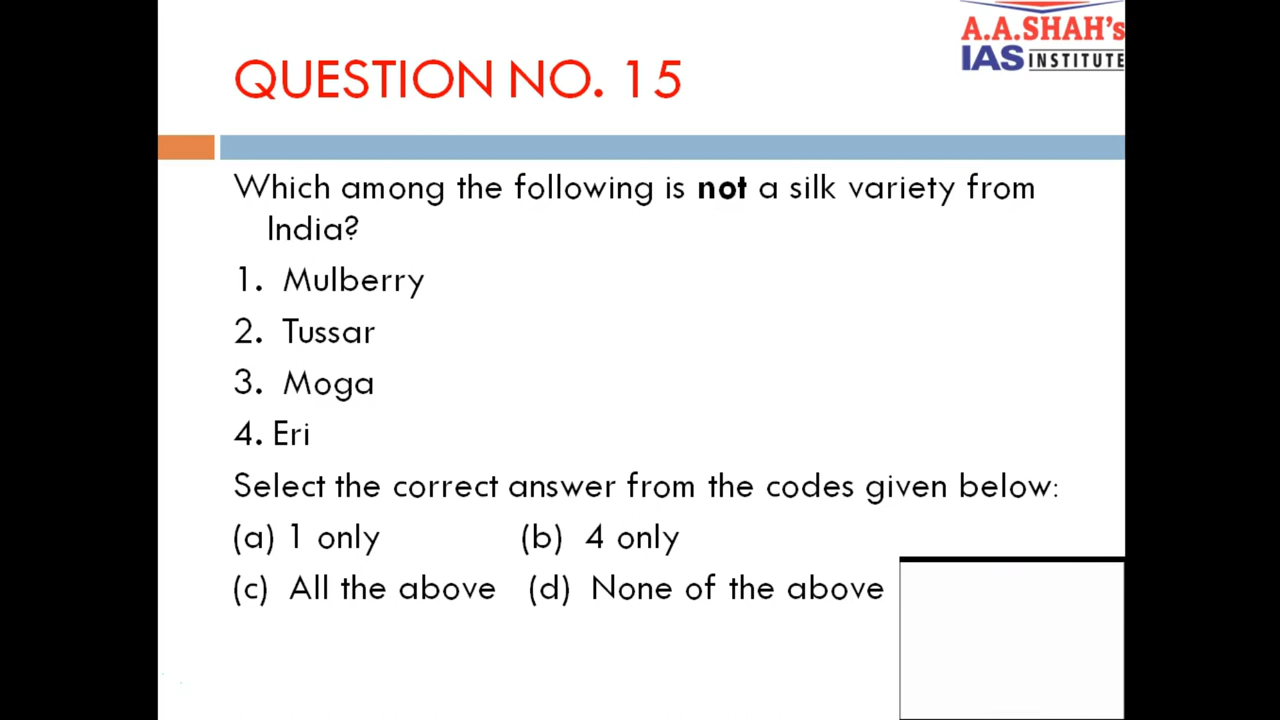 A.A.SHAH's
IAS INSTITUTE
QUESTION NO. 15
Which among the following is not a silk variety from
India?
1. Mulberry
2. Tussar
3. Moga
4. Eri
Select the correct answer from the codes given below:
(a) 1 only (b) 4 only
(c) All the above (d) None of the above